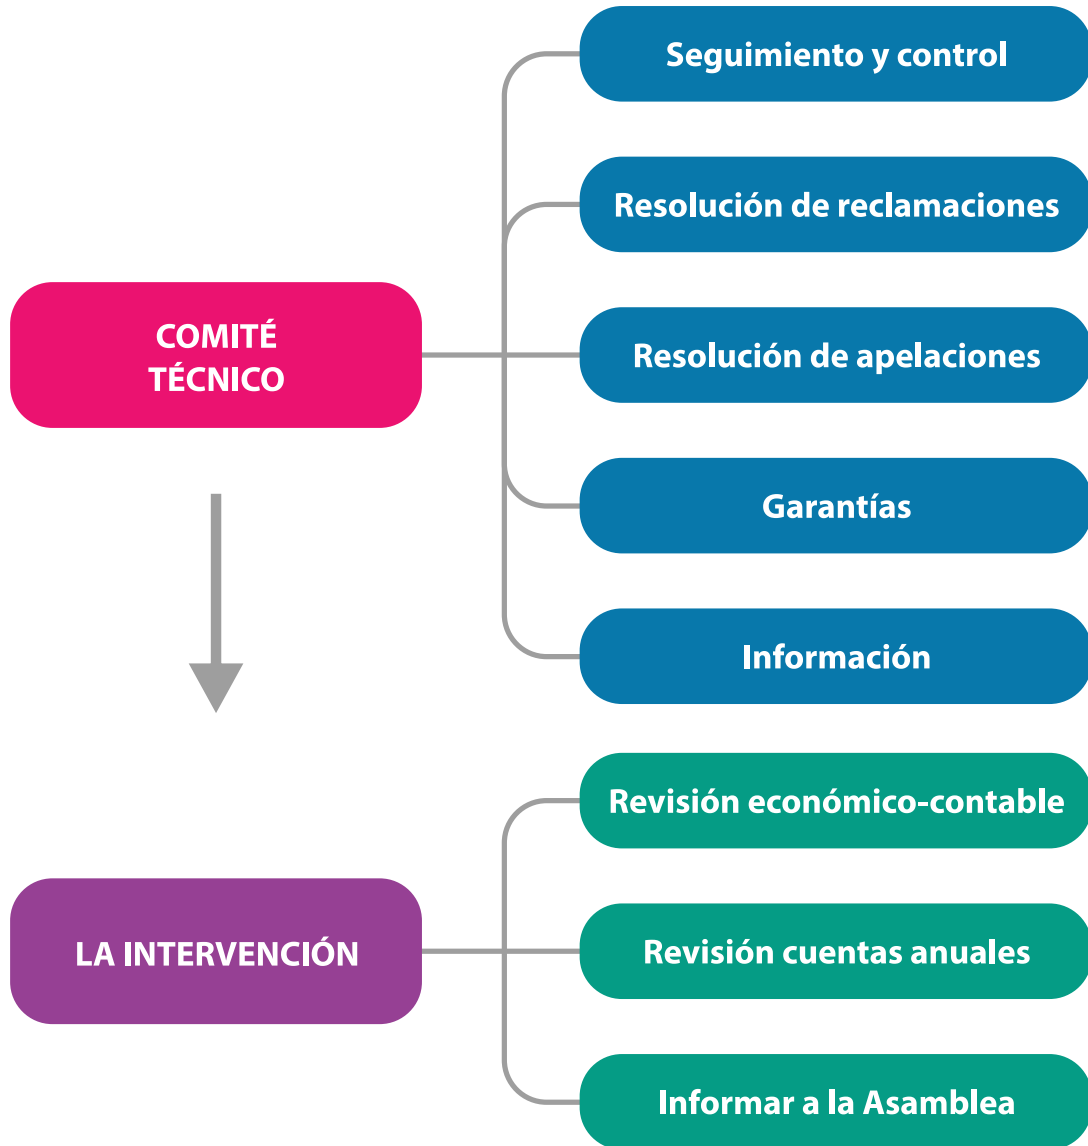 COMITÉ
TÉCNICO
Seguimiento y control
Resolución de reclamaciones
Resolución de apelaciones
Garantías
Información
LA INTERVENCIÓN
Revisión económico-contable
Revisión cuentas anuales
Informar a la Asamblea